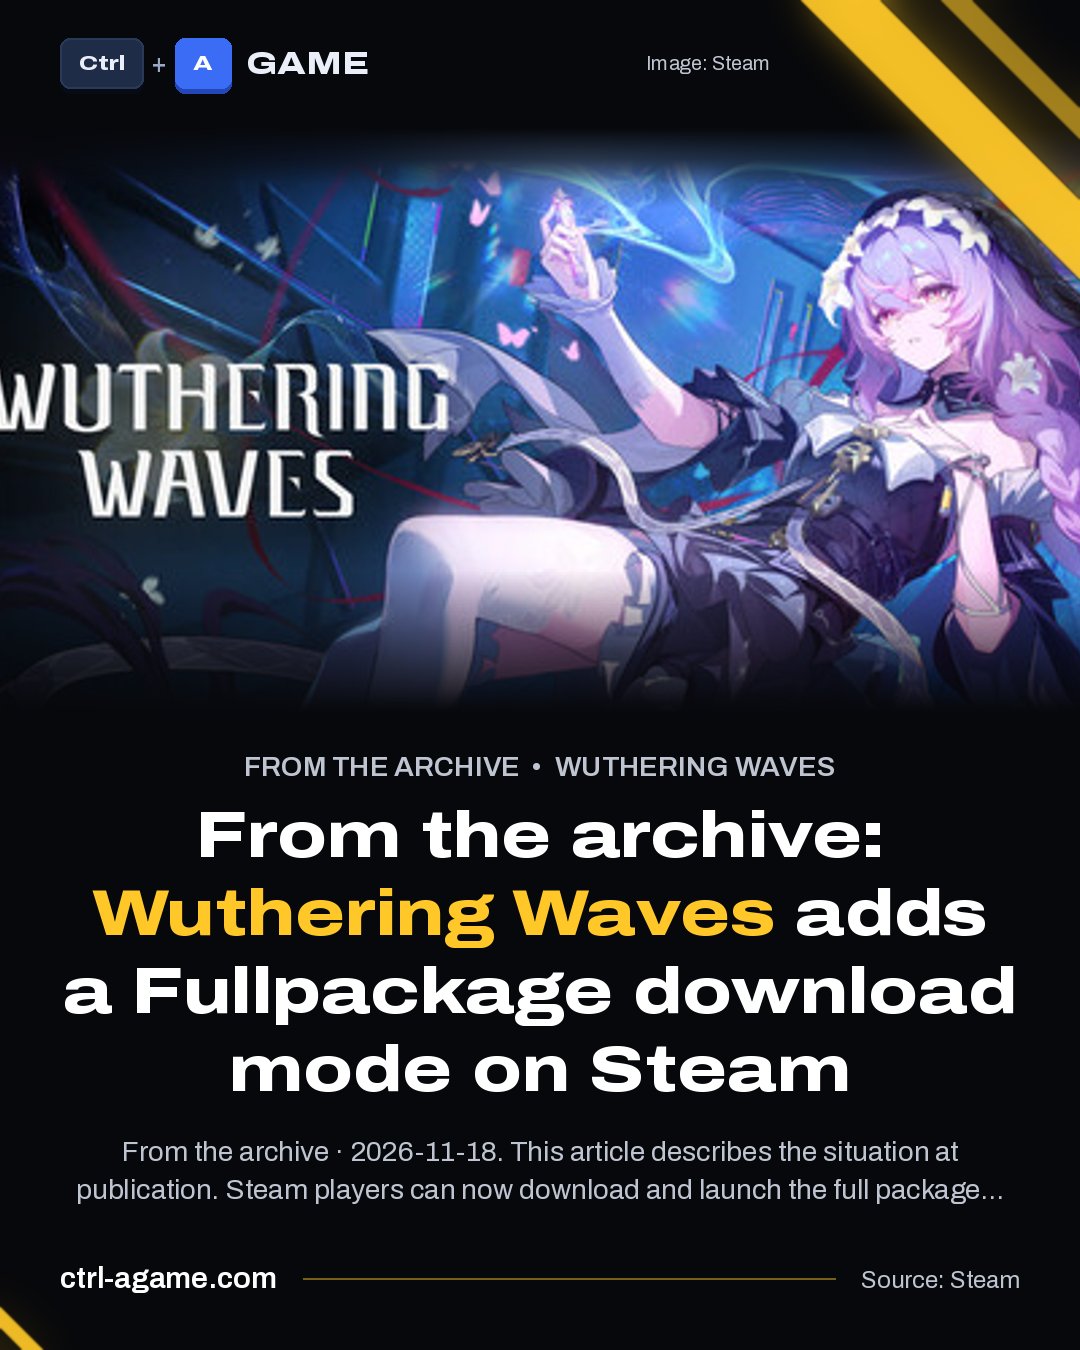 Ctrl + A GAME
Image: Steam
WUTHERING
WAVES
FROM THE ARCHIVE • WUTHERING WAVES
From the archive:
Wuthering Waves adds
a Fullpackage download
mode on Steam
From the archive · 2026-11-18. This article describes the situation at
publication. Steam players can now download and launch the full package...
ctrl-agame.com
Source: Steam